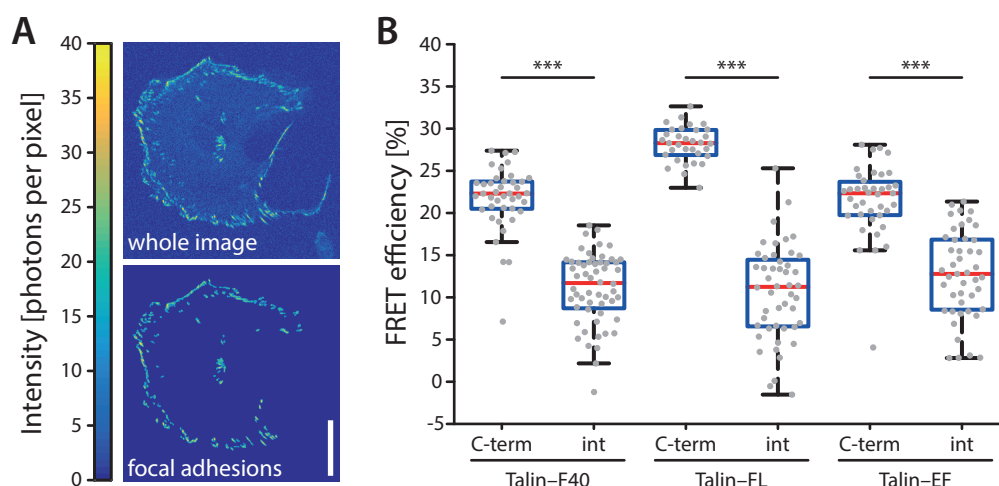 A
Intensity [photons per pixel]
40
35
30
25
20
15
10
5
0
whole image
focal adhesions
B
FRET efficiency [%]
40
35
30
25
20
15
10
5
0
-5
*** *** ***
C-term int C-term int C-term int
Talin–F40 Talin–FL Talin–EF